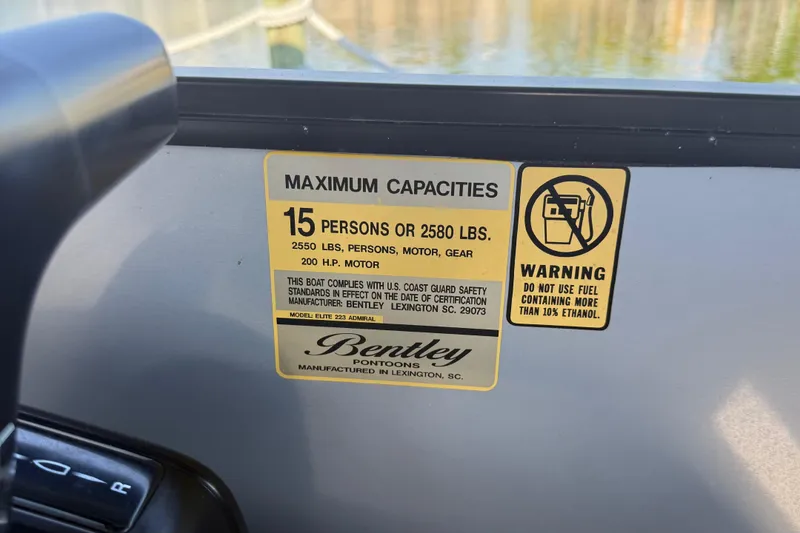 MAXIMUM CAPACITIES
15 PERSONS OR 2580 LBS.
2550 LBS, PERSONS, MOTOR, GEAR
200 H.P. MOTOR
THIS BOAT COMPLIES WITH U.S. COAST GUARD SAFETY
STANDARDS IN EFFECT ON THE DATE OF CERTIFICATION
MANUFACTURER: BENTLEY LEXINGTON SC. 29073
MODEL: ELITE 223 ADMIRAL
Bentley
PONTOONS
MANUFACTURED IN LEXINGTON, SC.
WARNING
DO NOT USE FUEL
CONTAINING MORE
THAN 10% ETHANOL.
R